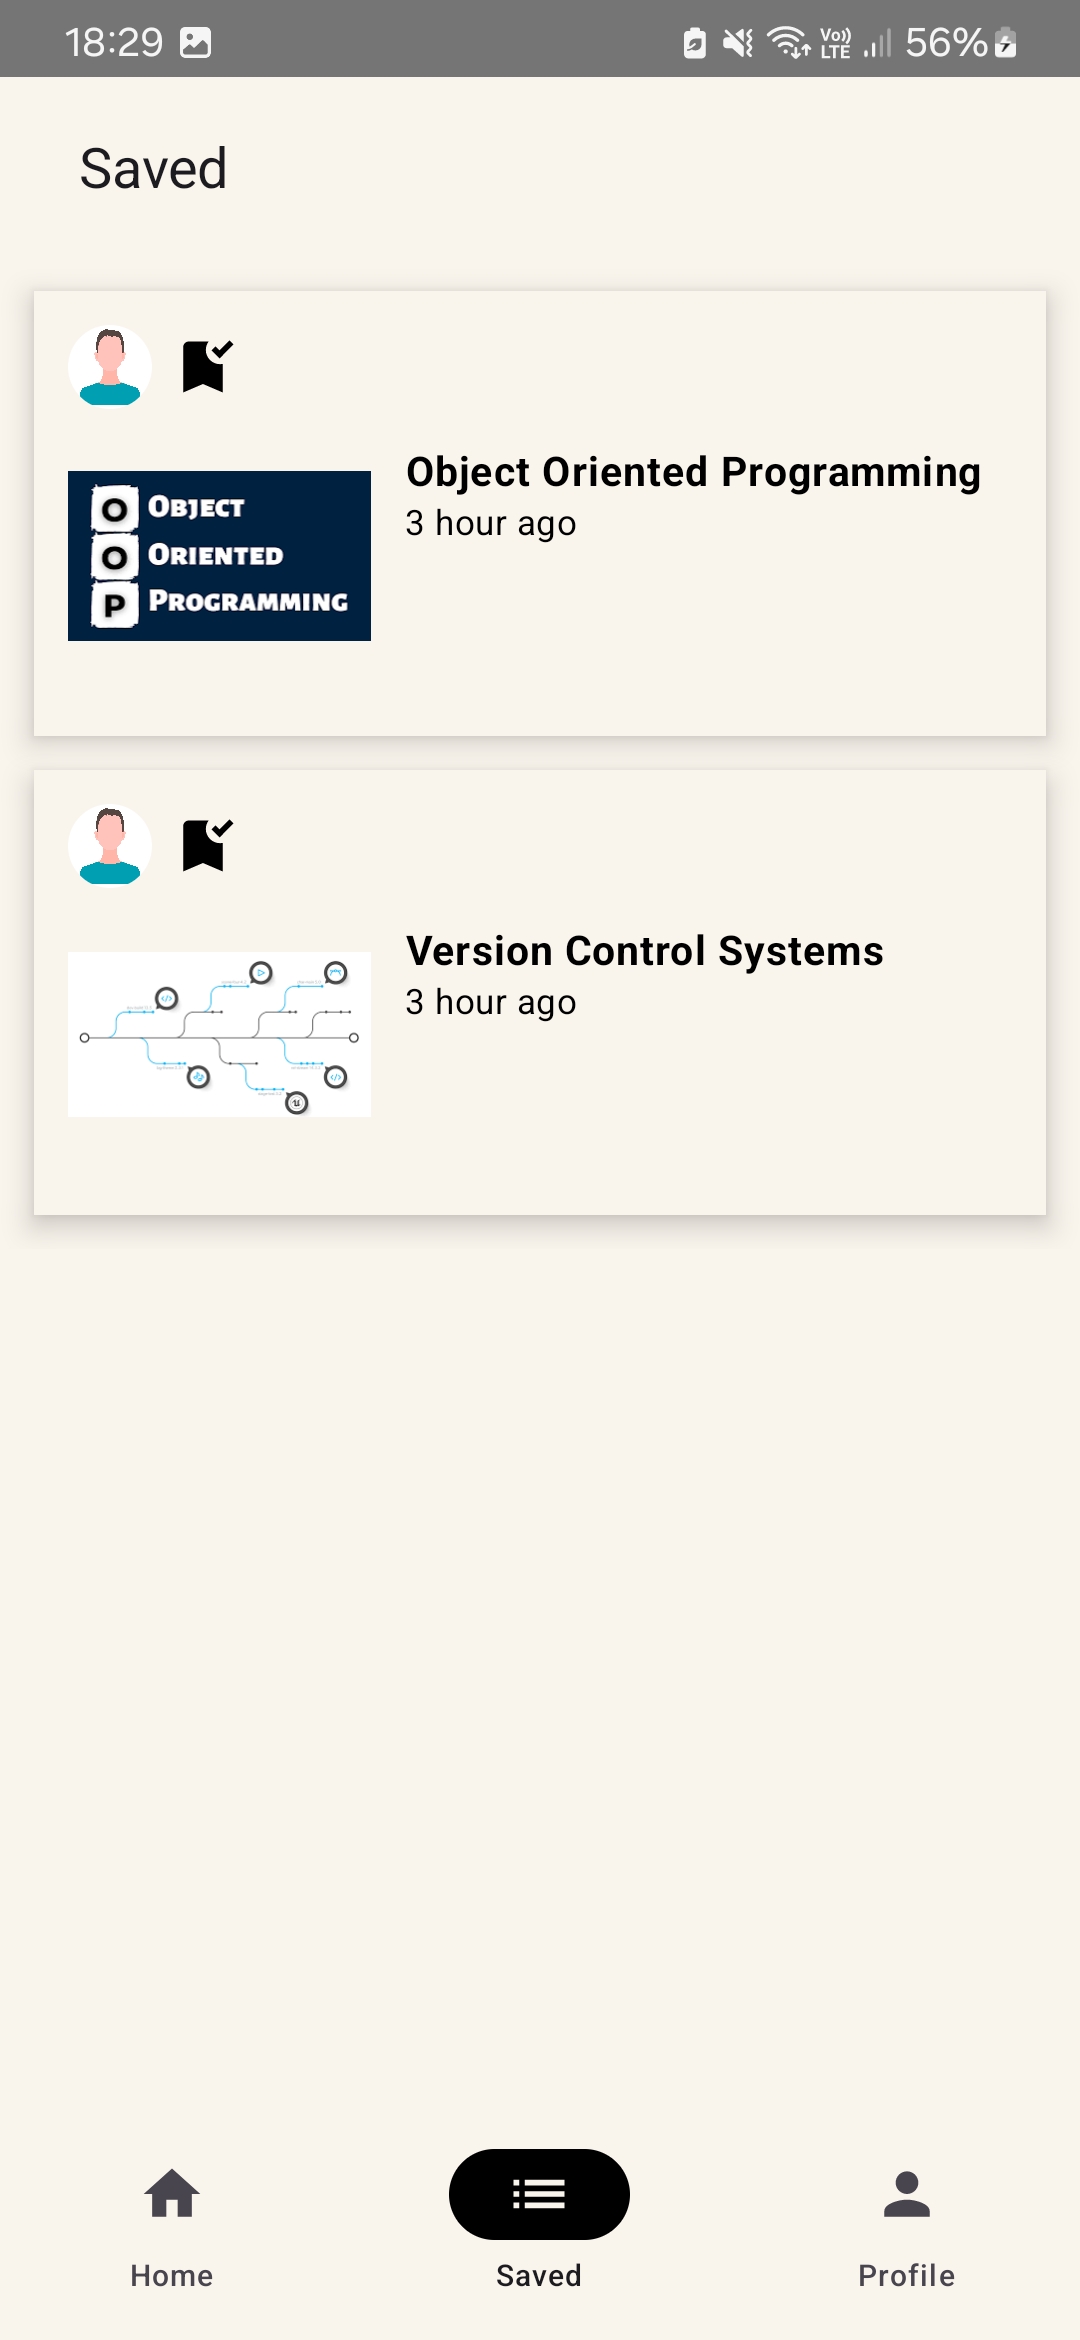 18:29
Vo)) LTE 56%
Saved
Object Oriented Programming
3 hour ago
O Object
O Oriented
P Programming
Version Control Systems
3 hour ago
Home
Saved
Profile